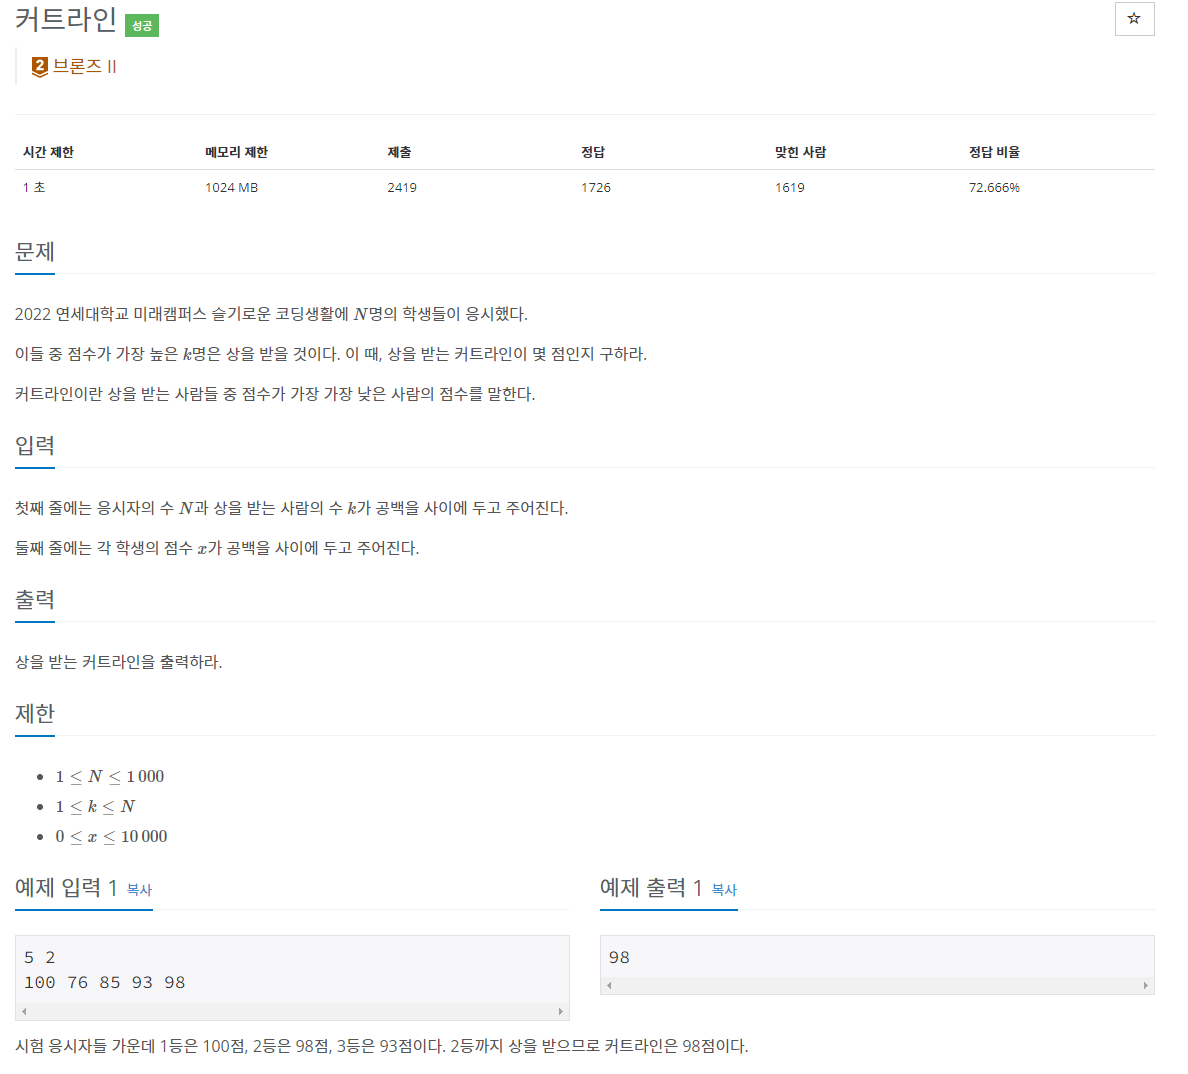 커트라인 성공
☆
2 브론즈 II
시간 제한 메모리 제한 제출 정답 맞힌 사람 정답 비율
1 초 1024 MB 2419 1726 1619 72.666%
문제
2022 연세대학교 미래캠퍼스 슬기로운 코딩생활에 N명의 학생들이 응시했다.
이들 중 점수가 가장 높은 k명은 상을 받을 것이다. 이 때, 상을 받는 커트라인이 몇 점인지 구하라.
커트라인이란 상을 받는 사람들 중 점수가 가장 가장 낮은 사람의 점수를 말한다.
입력
첫째 줄에는 응시자의 수 N과 상을 받는 사람의 수 k가 공백을 사이에 두고 주어진다.
둘째 줄에는 각 학생의 점수 x가 공백을 사이에 두고 주어진다.
출력
상을 받는 커트라인을 출력하라.
제한
• 1 ≤ N ≤ 1 000
• 1 ≤ k ≤ N
• 0 ≤ x ≤ 10 000
예제 입력 1 복사
5 2
100 76 85 93 98
예제 출력 1 복사
98
시험 응시자들 가운데 1등은 100점, 2등은 98점, 3등은 93점이다. 2등까지 상을 받으므로 커트라인은 98점이다.